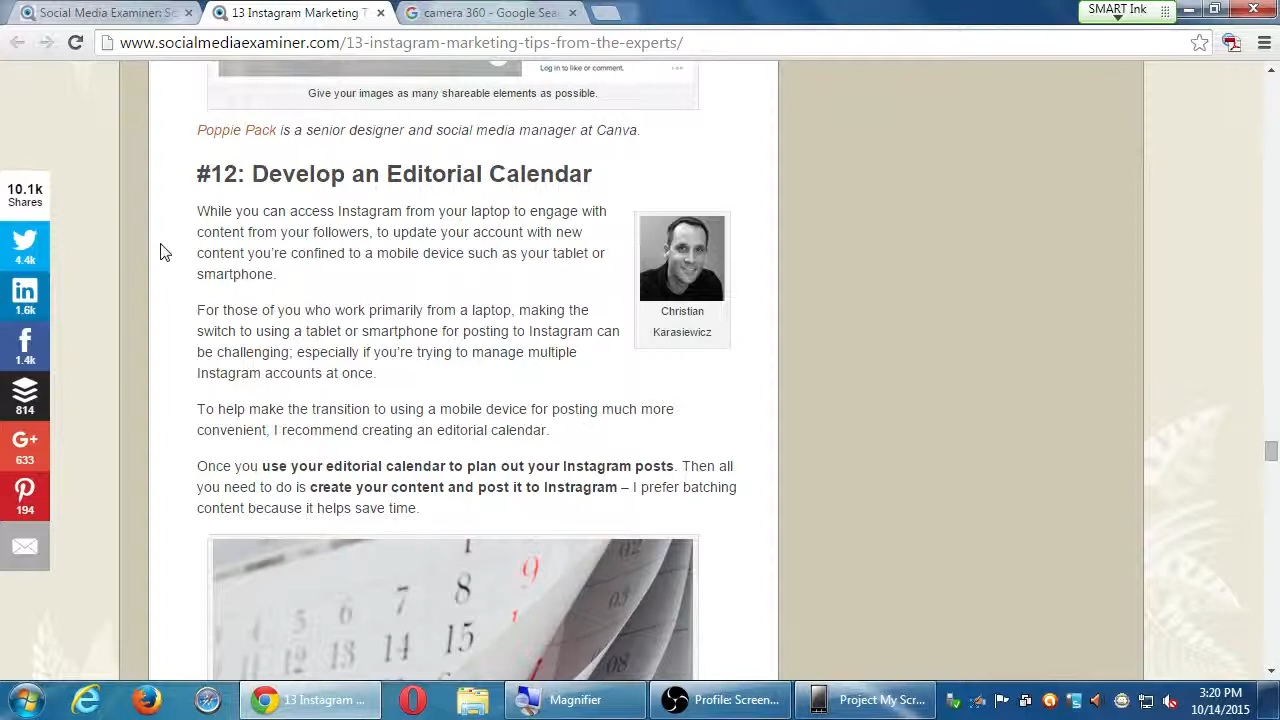 Social Media Examiner: Sc
13 Instagram Marketing T
camera 360 - Google Sea
SMART Ink
www.socialmediaexaminer.com/13-instagram-marketing-tips-from-the-experts/
Log in to like or comment.
Give your images as many shareable elements as possible.
Poppie Pack is a senior designer and social media manager at Canva.
#12: Develop an Editorial Calendar
While you can access Instagram from your laptop to engage with
content from your followers, to update your account with new
content you’re confined to a mobile device such as your tablet or
smartphone.
Christian
Karasiewicz
For those of you who work primarily from a laptop, making the
switch to using a tablet or smartphone for posting to Instagram can
be challenging; especially if you’re trying to manage multiple
Instagram accounts at once.
To help make the transition to using a mobile device for posting much more
convenient, I recommend creating an editorial calendar.
Once you use your editorial calendar to plan out your Instagram posts. Then all
you need to do is create your content and post it to Instragram – I prefer batching
content because it helps save time.
10.1k
Shares
4.4k
in
1.6k
f
1.4k
814
G+
633
194
1 02
5 6 7 8 9 03
12 13 14 15 08
13 Instagram ...
Magnifier
Profile: Screen...
Project My Scr...
3:20 PM
10/14/2015